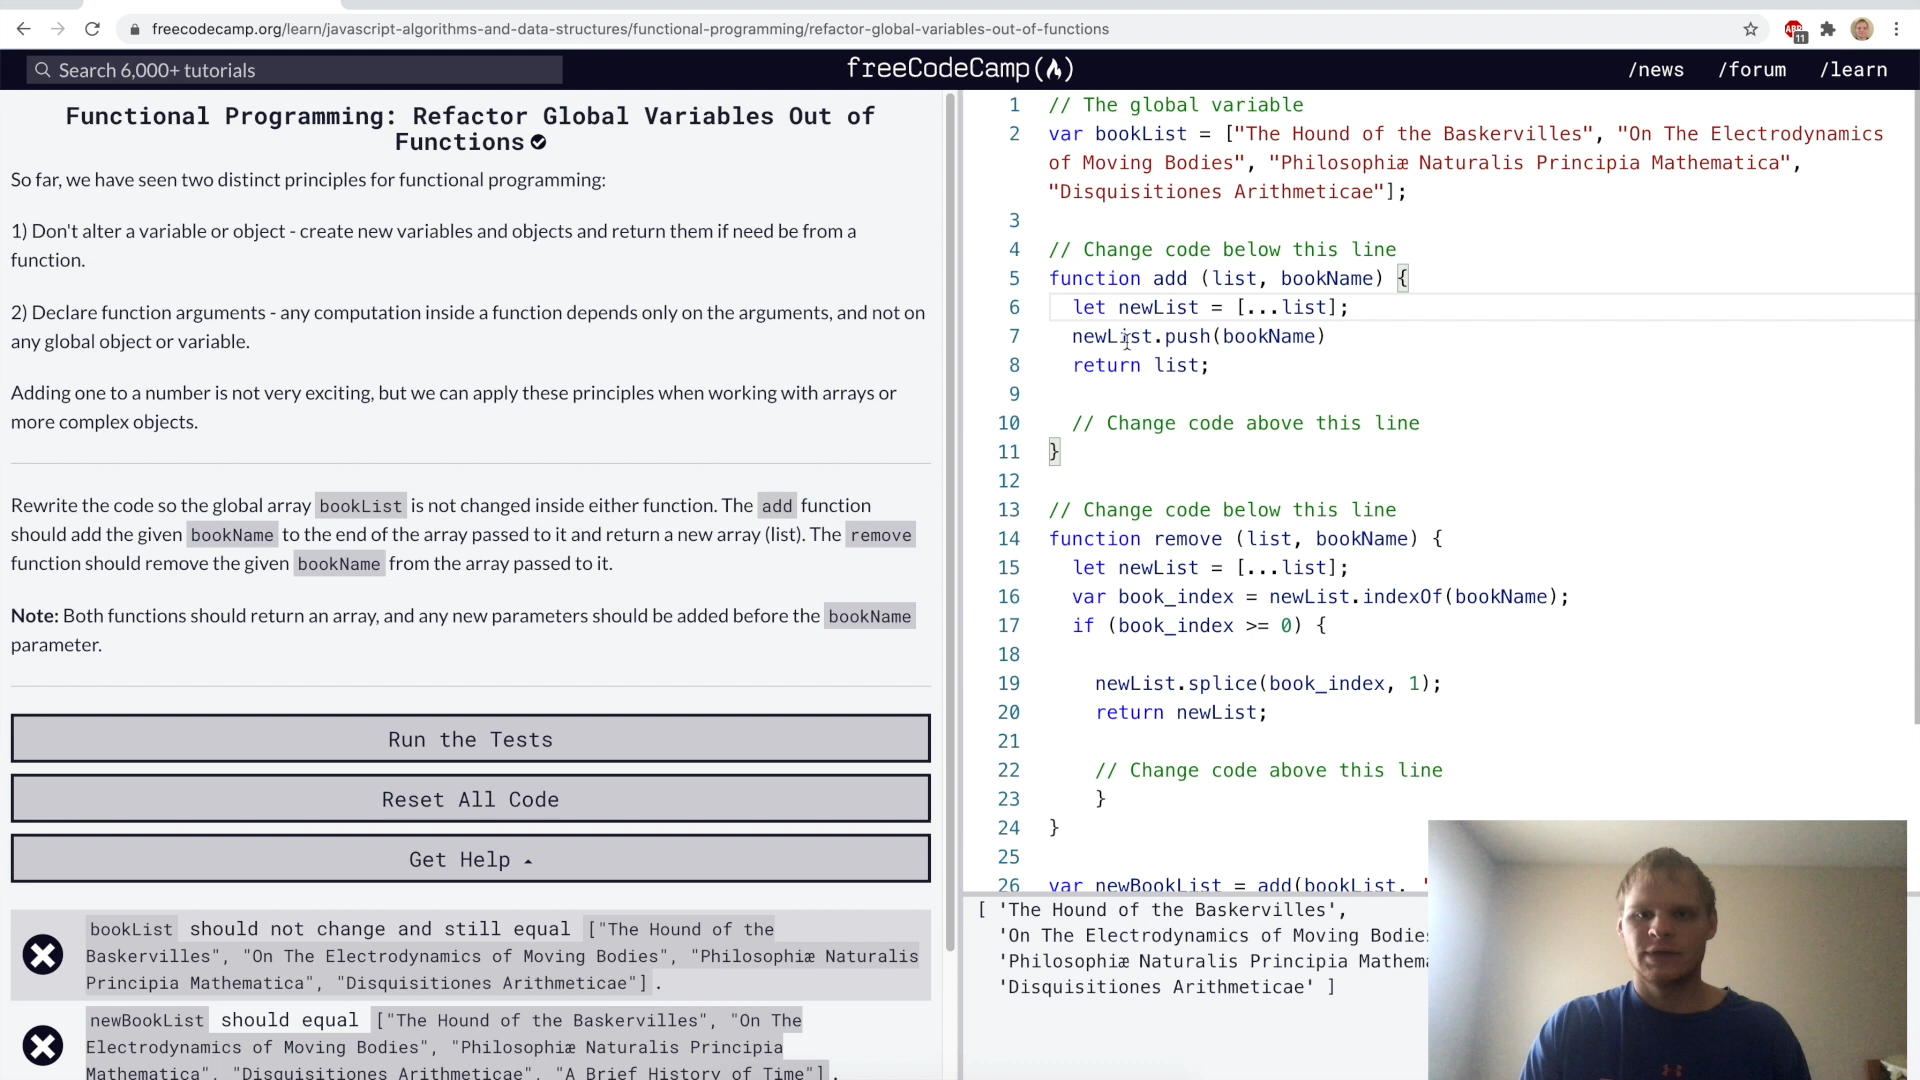 freecodecamp.org/learn/javascript-algorithms-and-data-structures/functional-programming/refactor-global-variables-out-of-functions
11
Search 6,000+ tutorials
freeCodeCamp
/news
/forum
/learn
Functional Programming: Refactor Global Variables Out of
Functions
So far, we have seen two distinct principles for functional programming:
1) Don't alter a variable or object - create new variables and objects and return them if need be from a
function.
2) Declare function arguments - any computation inside a function depends only on the arguments, and not on
any global object or variable.
Adding one to a number is not very exciting, but we can apply these principles when working with arrays or
more complex objects.
Rewrite the code so the global array bookList is not changed inside either function. The add function
should add the given bookName to the end of the array passed to it and return a new array (list). The remove
function should remove the given bookName from the array passed to it.
Note: Both functions should return an array, and any new parameters should be added before the bookName
parameter.
Run the Tests
Reset All Code
Get Help
bookList should not change and still equal ["The Hound of the
Baskervilles", "On The Electrodynamics of Moving Bodies", "Philosophiæ Naturalis
Principia Mathematica", "Disquisitiones Arithmeticae"].
newBookList should equal ["The Hound of the Baskervilles", "On The
Electrodynamics of Moving Bodies", "Philosophiæ Naturalis Principia
Mathematica", "Disquisitiones Arithmeticae", "A Brief History of Time"].
1 // The global variable
2 var bookList = ["The Hound of the Baskervilles", "On The Electrodynamics
of Moving Bodies", "Philosophiæ Naturalis Principia Mathematica",
"Disquisitiones Arithmeticae"];
3
4 // Change code below this line
5 function add (list, bookName) {
6 let newList = [...list];
7 newList.push(bookName)
8 return list;
9
10 // Change code above this line
11 }
12
13 // Change code below this line
14 function remove (list, bookName) {
15 let newList = [...list];
16 var book_index = newList.indexOf(bookName);
17 if (book_index >= 0) {
18
19 newList.splice(book_index, 1);
20 return newList;
21
22 // Change code above this line
23 }
24 }
25
26 var newBookList = add(bookList,
[ 'The Hound of the Baskervilles',
'On The Electrodynamics of Moving Bodies
'Philosophiæ Naturalis Principia Mathema
'Disquisitiones Arithmeticae' ]